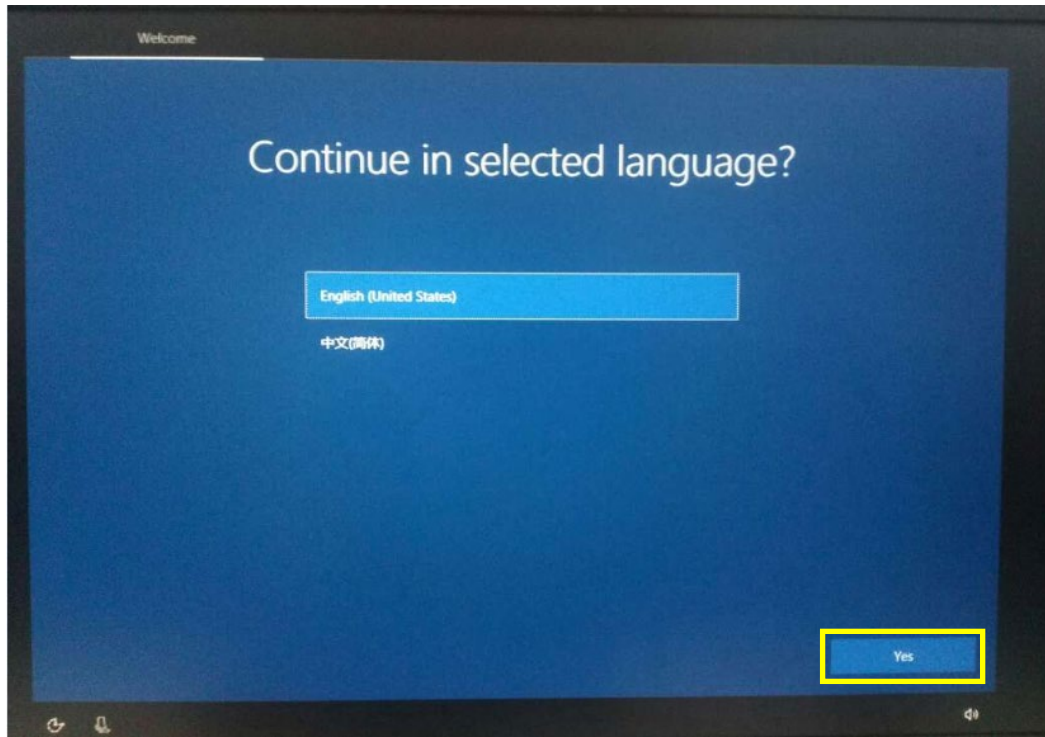 Welcome
Continue in selected language?
English (United States)
中文(简体)
Yes